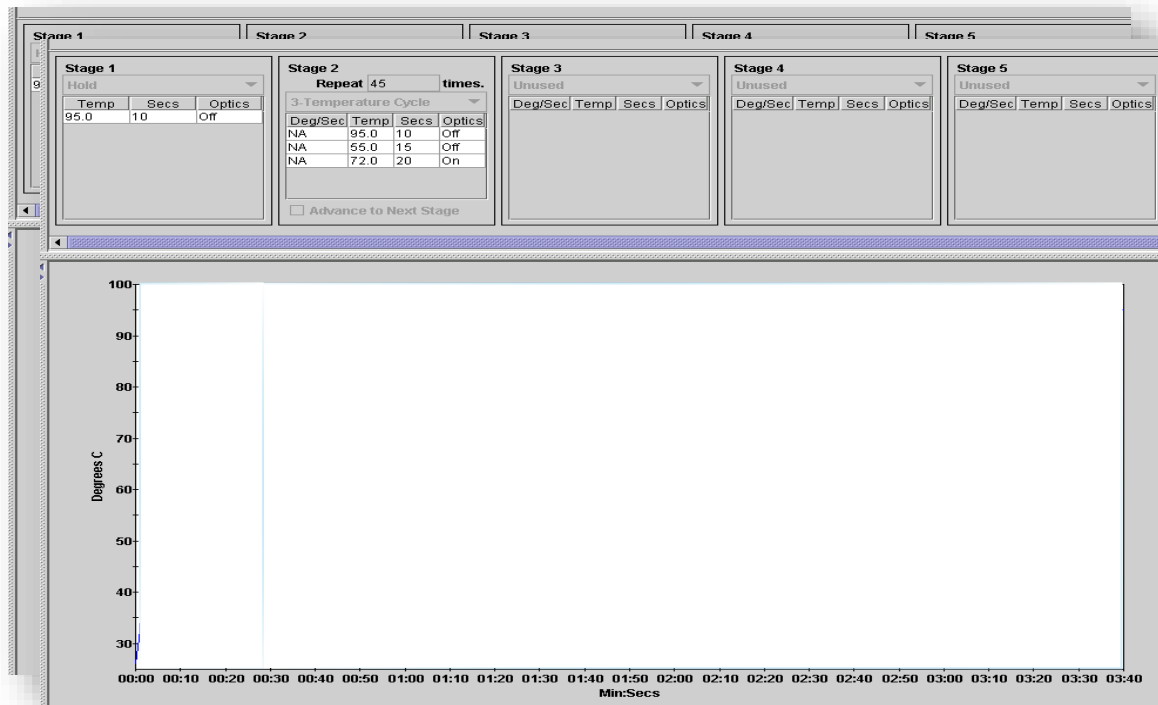 Stage 1 Stage 2 Stage 3 Stage 4 Stage 5
9
Stage 1
Hold
Temp Secs Optics
95.0 10 Off
Stage 2
Repeat 45 times.
3-Temperature Cycle
Deg/Sec Temp Secs Optics
NA 95.0 10 Off
NA 55.0 15 Off
NA 72.0 20 On
Advance to Next Stage
Stage 3
Unused
Deg/Sec Temp Secs Optics
Stage 4
Unused
Deg/Sec Temp Secs Optics
Stage 5
Unused
Deg/Sec Temp Secs Optics
100
90
80
70
60
50
40
30
Degrees C
00:00 00:10 00:20 00:30 00:40 00:50 01:00 01:10 01:20 01:30 01:40 01:50 02:00 02:10 02:20 02:30 02:40 02:50 03:00 03:10 03:20 03:30 03:40
Min:Secs